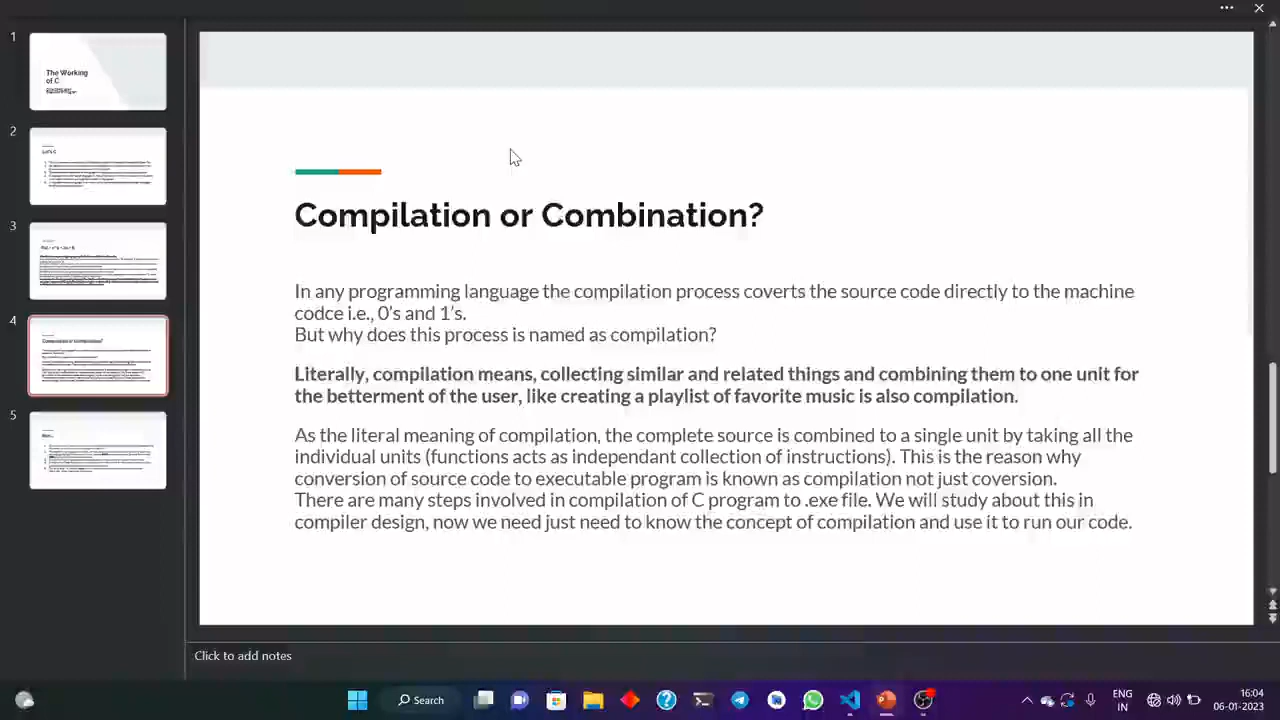 1
The Working
of C
2
3
4
Compilation or Combination?
5
Compilation or Combination?
In any programming language the compilation process coverts the source code directly to the machine
codce i.e., 0's and 1's.
But why does this process is named as compilation?
Literally, compilation means, collecting similar and related things and combining them to one unit for
the betterment of the user, like creating a playlist of favorite music is also compilation.
As the literal meaning of compilation, the complete source is combined to a single unit by taking all the
individual units (functions acts as independant collection of instructions). This is the reason why
conversion of source code to executable program is known as compilation not just coversion.
There are many steps involved in compilation of C program to .exe file. We will study about this in
compiler design, now we need just need to know the concept of compilation and use it to run our code.
Click to add notes
Search
ENG
IN
16:04
06-01-2023